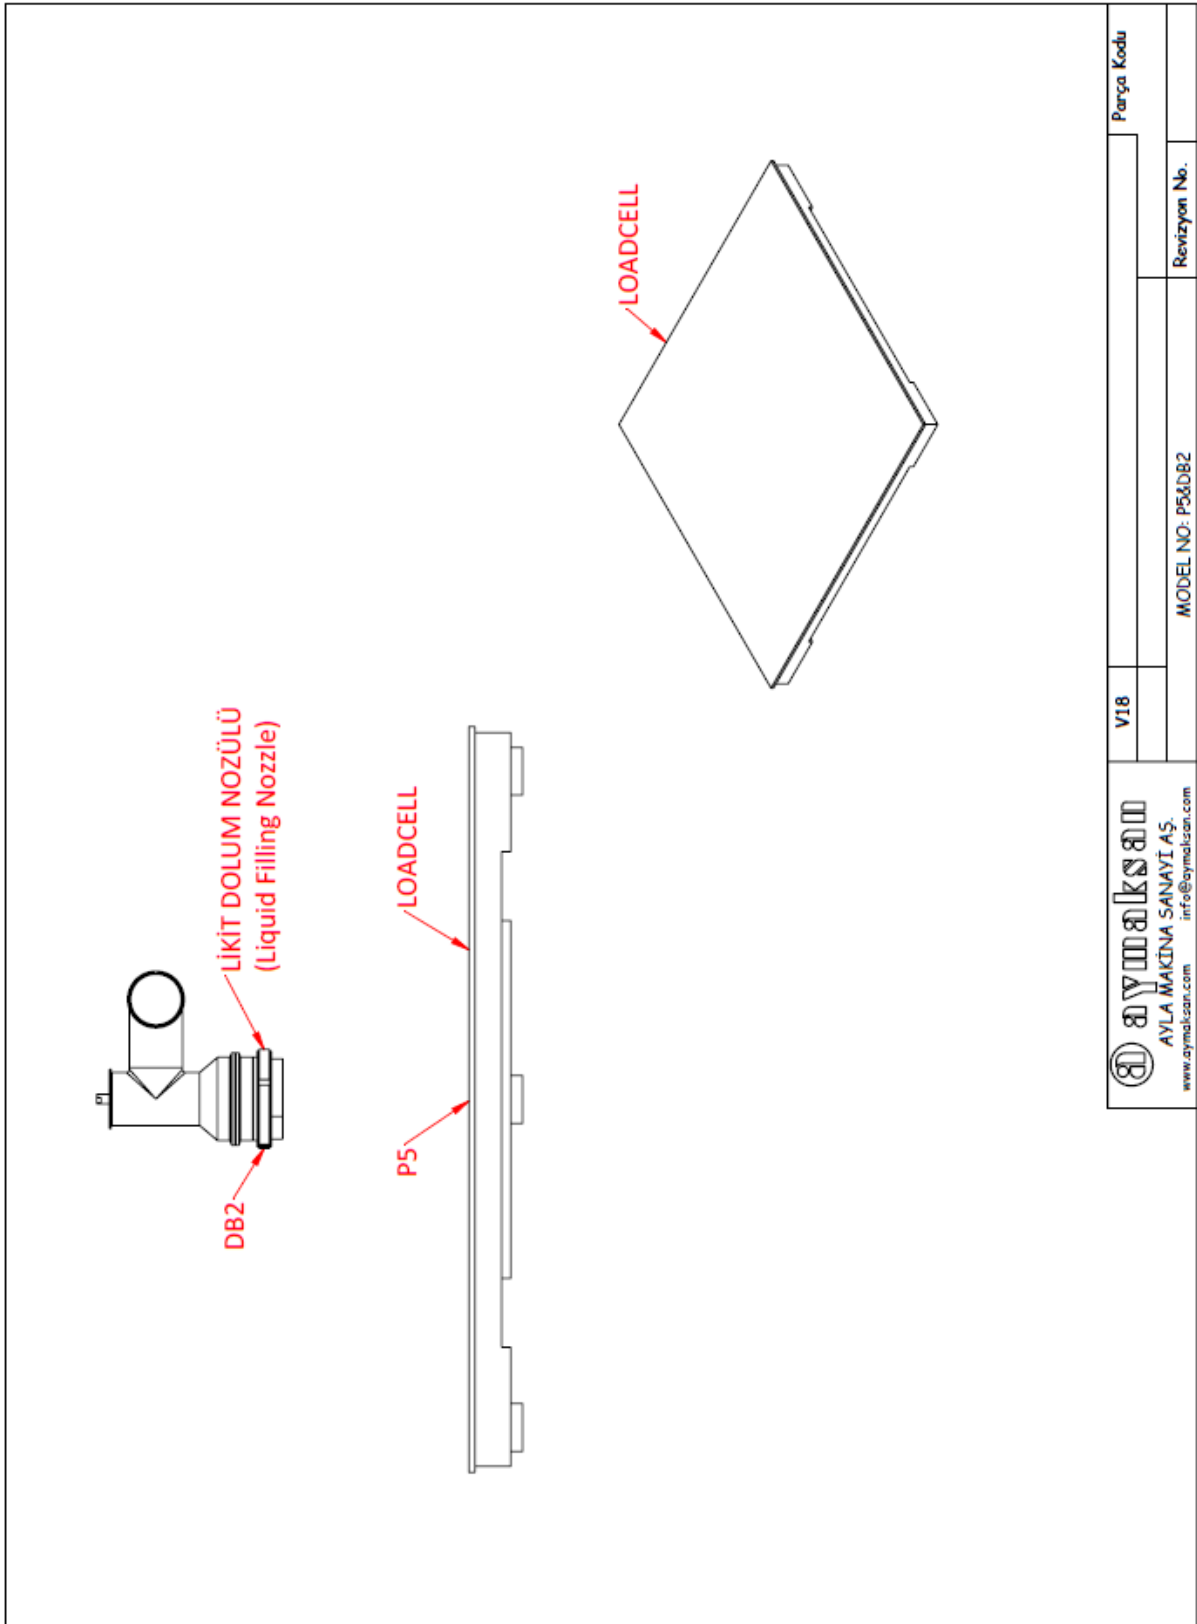 DB2
LİKİT DOLUM NOZÜLÜ
(Liquid Filling Nozzle)
P5
LOADCELL
LOADCELL
aymaksan
AYLA MAKİNA SANAYİ AŞ.
www.aymaksan.com info@aymaksan.com
V18
Parça Kodu
MODEL NO: P5&DB2
Revizyon No.